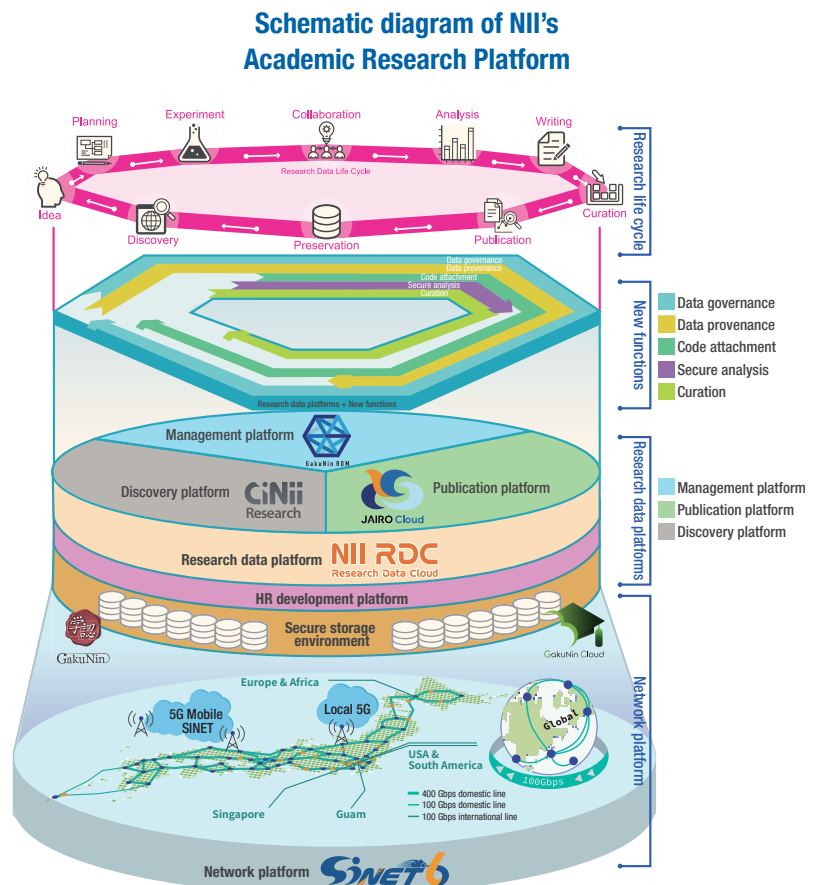 Schematic diagram of NII's
Academic Research Platform
Planning
Experiment
Collaboration
Analysis
Writing
Research Data Life Cycle
Idea
Discovery
Preservation
Publication
Curation
Research life cycle
Data governance
Data provenance
Code attachment
Secure analysis
Curation
Research data platforms + New functions
New functions
Data governance
Data provenance
Code attachment
Secure analysis
Curation
Management platform
GakuNin RDM
Discovery platform
CiNii
Research
JAIRO Cloud
Publication platform
Research data platform
NII RDC
Research Data Cloud
HR development platform
Secure storage
environment
Research data platforms
Management platform
Publication platform
Discovery platform
学認
GakuNin
GakuNin Cloud
Europe & Africa
5G Mobile
SINET
Local 5G
Global
100Gbps
USA &
South America
Singapore
Guam
400 Gbps domestic line
100 Gbps domestic line
100 Gbps international line
Network platform
Network platform
SINET6